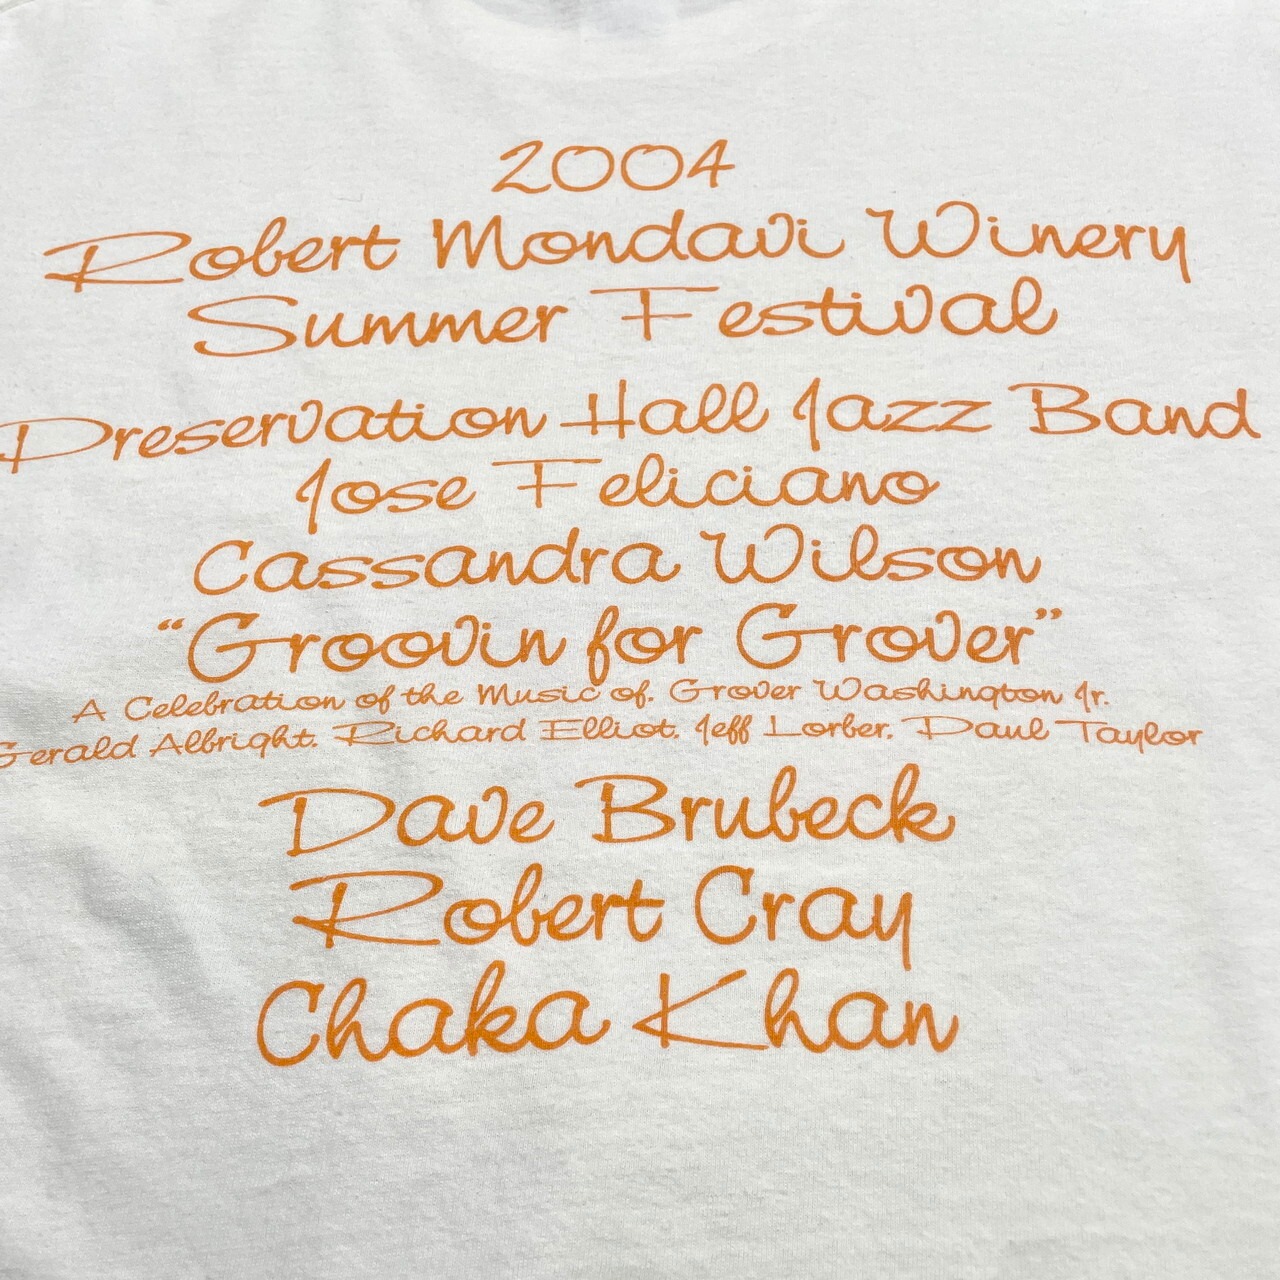 2004
Robert Mondavi Winery
Summer Festival
Preservation Hall Jazz Band
Jose Feliciano
Cassandra Wilson
“Groovin for Grover”
A Celebration of the Music of. Grover Washington Jr.
Gerald Albright. Richard Elliot. Jeff Lorber. Paul Taylor
Dave Brubeck
Robert Cray
Chaka Khan